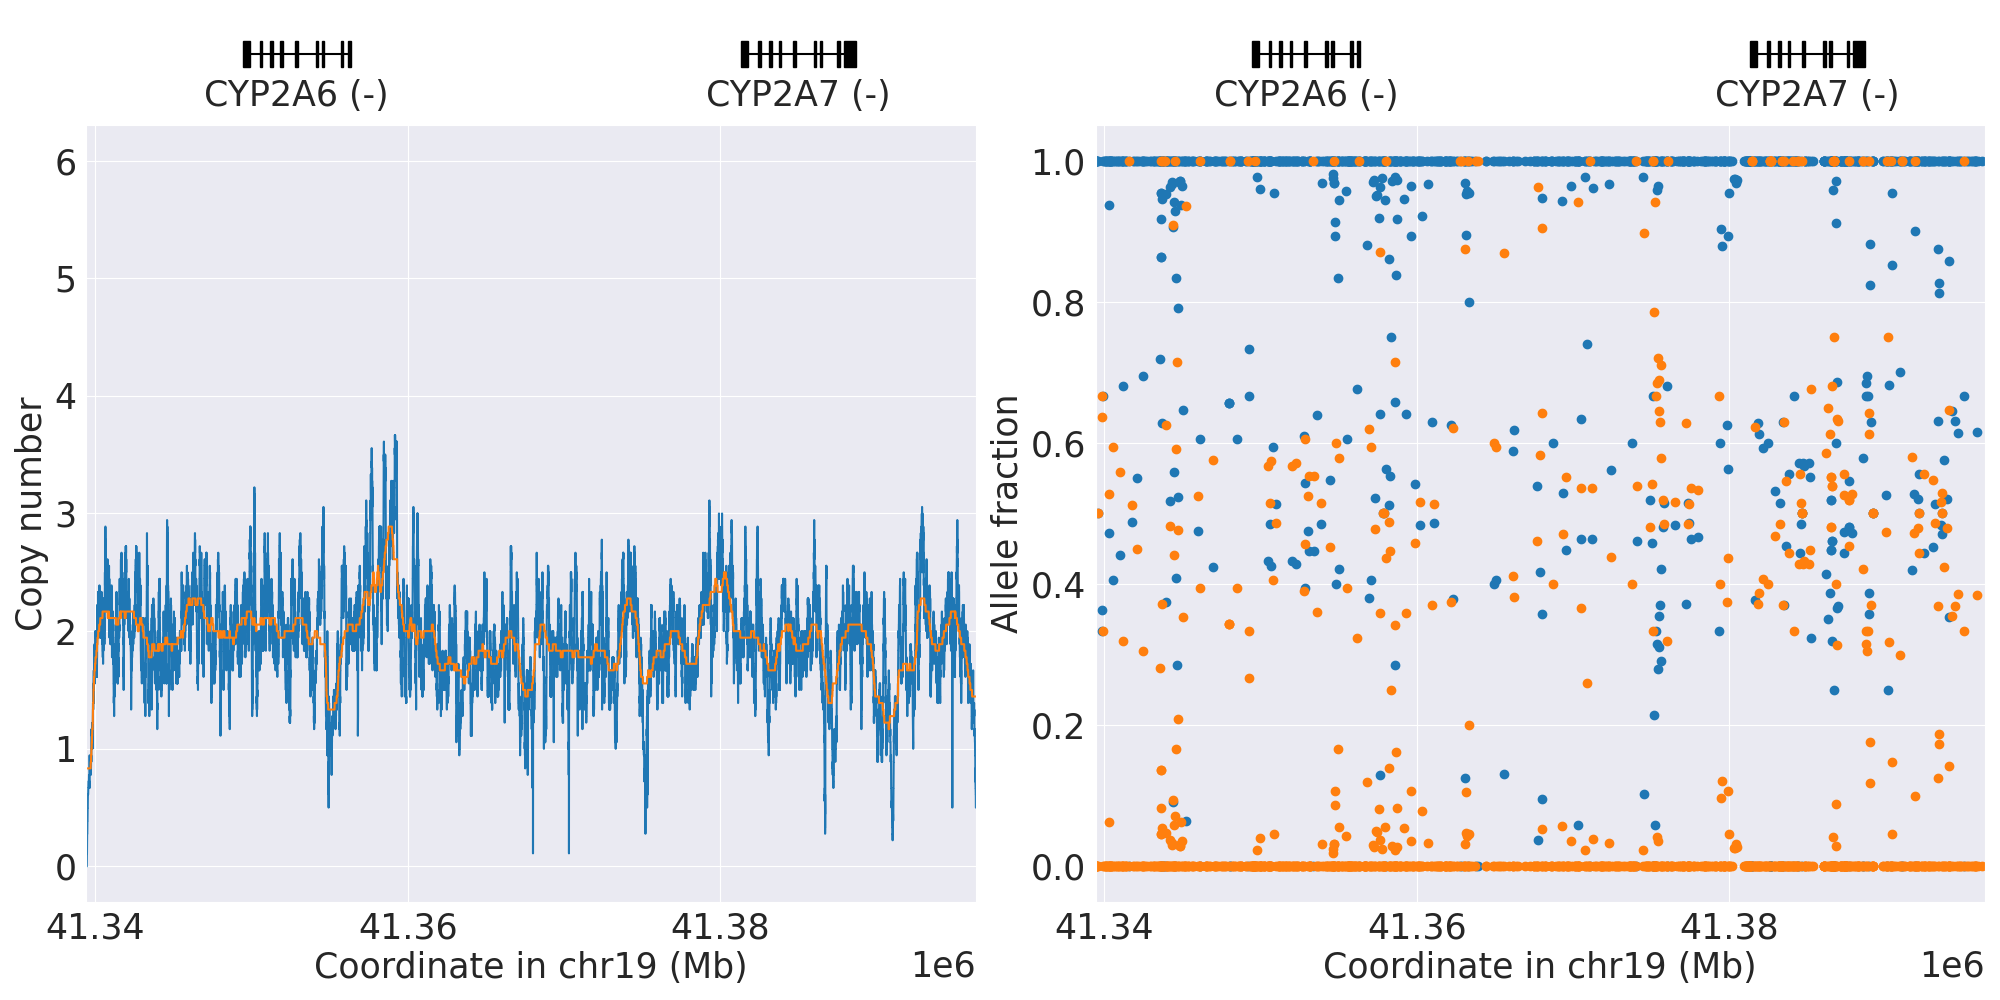 CYP2A6 (-) CYP2A7 (-)
6
5
4
3
2
1
0
Copy number
41.34 41.36 41.38
Coordinate in chr19 (Mb) 1e6
CYP2A6 (-) CYP2A7 (-)
1.0
0.8
0.6
0.4
0.2
0.0
Allele fraction
41.34 41.36 41.38
Coordinate in chr19 (Mb) 1e6